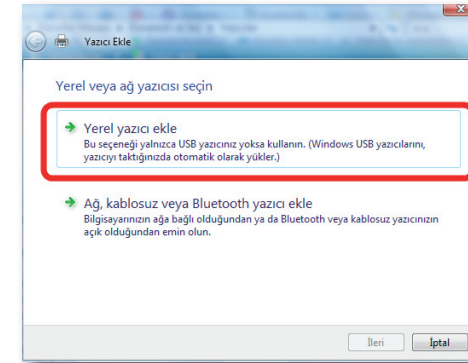 Yazıcı Ekle
Yerel veya ağ yazıcısı seçin
Yerel yazıcı ekle
Bu seçeneği yalnızca USB yazıcınız yoksa kullanın. (Windows USB yazıcılarını,
yazıcıyı taktığınızda otomatik olarak yükler.)
Ağ, kablosuz veya Bluetooth yazıcı ekle
Bilgisayarınızın ağa bağlı olduğundan ya da Bluetooth veya kablosuz yazıcınızın
açık olduğundan emin olun.
İleri
İptal